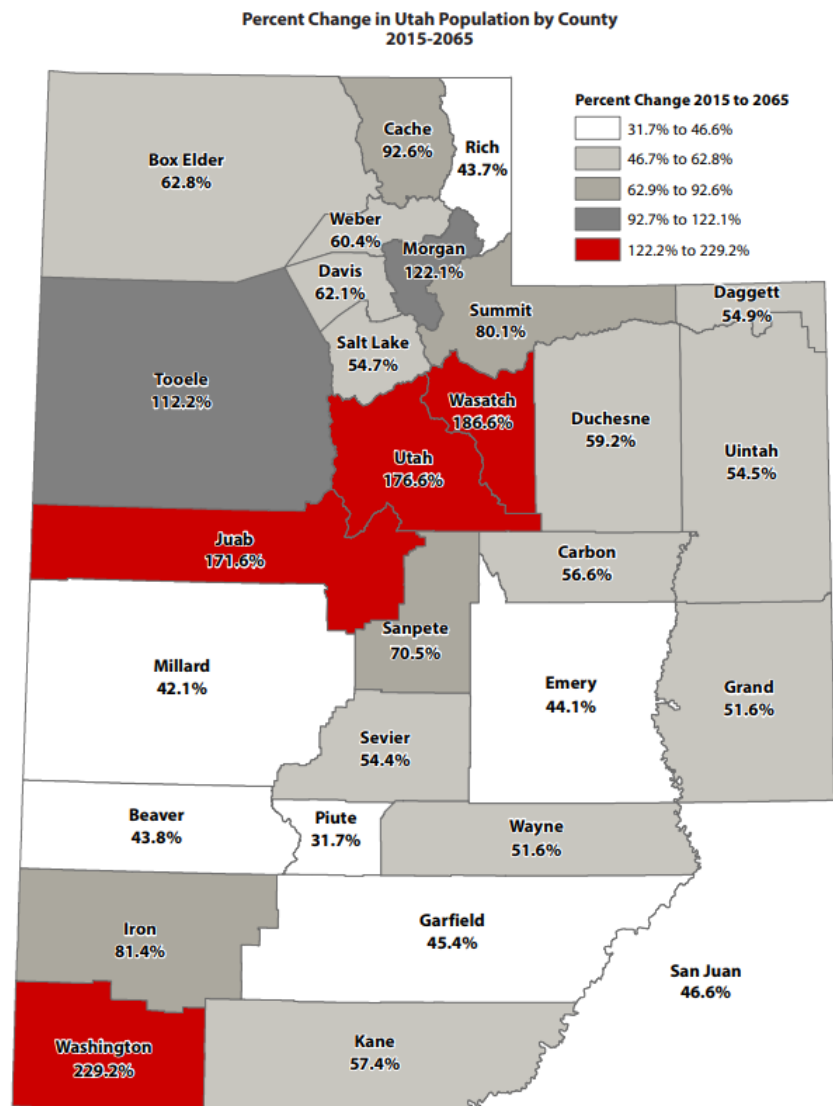 Percent Change in Utah Population by County
2015-2065
Percent Change 2015 to 2065
31.7% to 46.6%
46.7% to 62.8%
62.9% to 92.6%
92.7% to 122.1%
122.2% to 229.2%
Cache
92.6%
Rich
43.7%
Box Elder
62.8%
Weber
60.4%
Morgan
122.1%
Davis
62.1%
Summit
80.1%
Daggett
54.9%
Salt Lake
54.7%
Tooele
112.2%
Wasatch
186.6%
Duchesne
59.2%
Uintah
54.5%
Utah
176.6%
Juab
171.6%
Carbon
56.6%
Sanpete
70.5%
Millard
42.1%
Emery
44.1%
Grand
51.6%
Sevier
54.4%
Beaver
43.8%
Piute
31.7%
Wayne
51.6%
Iron
81.4%
Garfield
45.4%
San Juan
46.6%
Washington
229.2%
Kane
57.4%